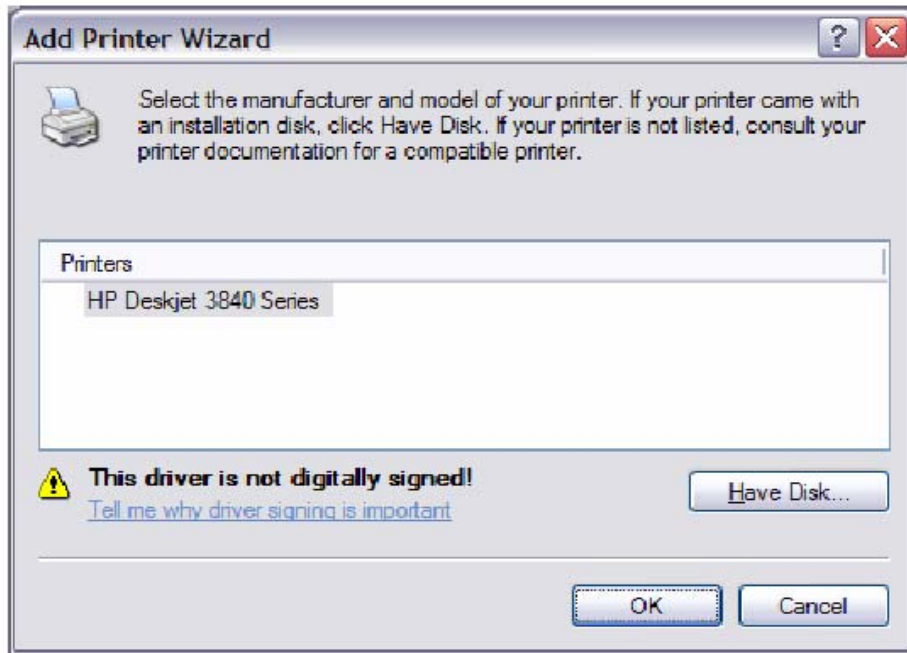 Add Printer Wizard
Select the manufacturer and model of your printer. If your printer came with
an installation disk, click Have Disk. If your printer is not listed, consult your
printer documentation for a compatible printer.
Printers
HP Deskjet 3840 Series
This driver is not digitally signed!
Tell me why driver signing is important
Have Disk...
OK
Cancel